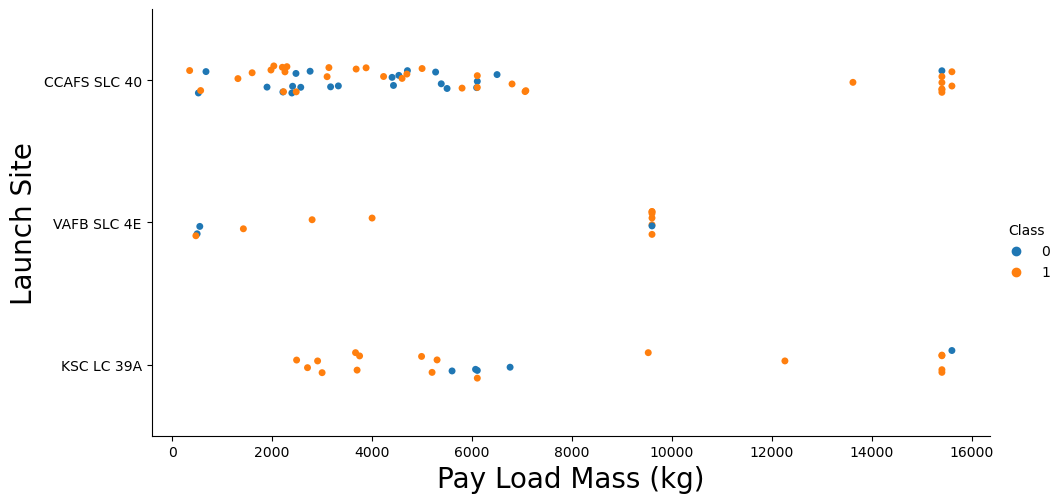 Launch Site
CCAFS SLC 40
VAFB SLC 4E
KSC LC 39A
0 2000 4000 6000 8000 10000 12000 14000 16000
Pay Load Mass (kg)
Class
0
1